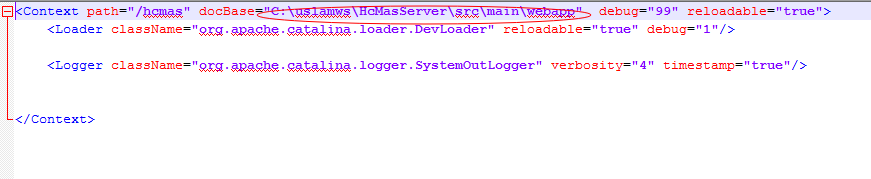 <Context path="/hcmas" docBase="C:\uslamws\HcMasServer\src\main\webapp" debug="99" reloadable="true">
<Loader className="org.apache.catalina.loader.DevLoader" reloadable="true" debug="1"/>
<Logger className="org.apache.catalina.logger.SystemOutLogger" verbosity="4" timestamp="true"/>
</Context>